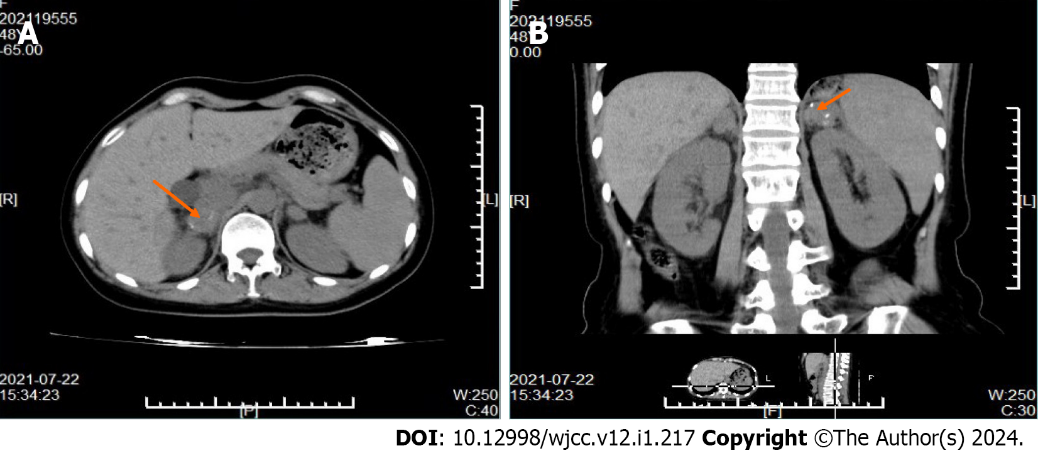 A
F
202119555
48Y
-65.00
[R]
[L]
2021-07-22
15:34:23
W:250
C:40
[P]
B
F
202119555
48Y
0.00
[R]
[L]
L
P
2021-07-22
15:34:23
W:250
C:30
[F]
DOI: 10.12998/wjcc.v12.i1.217 Copyright ©The Author(s) 2024.